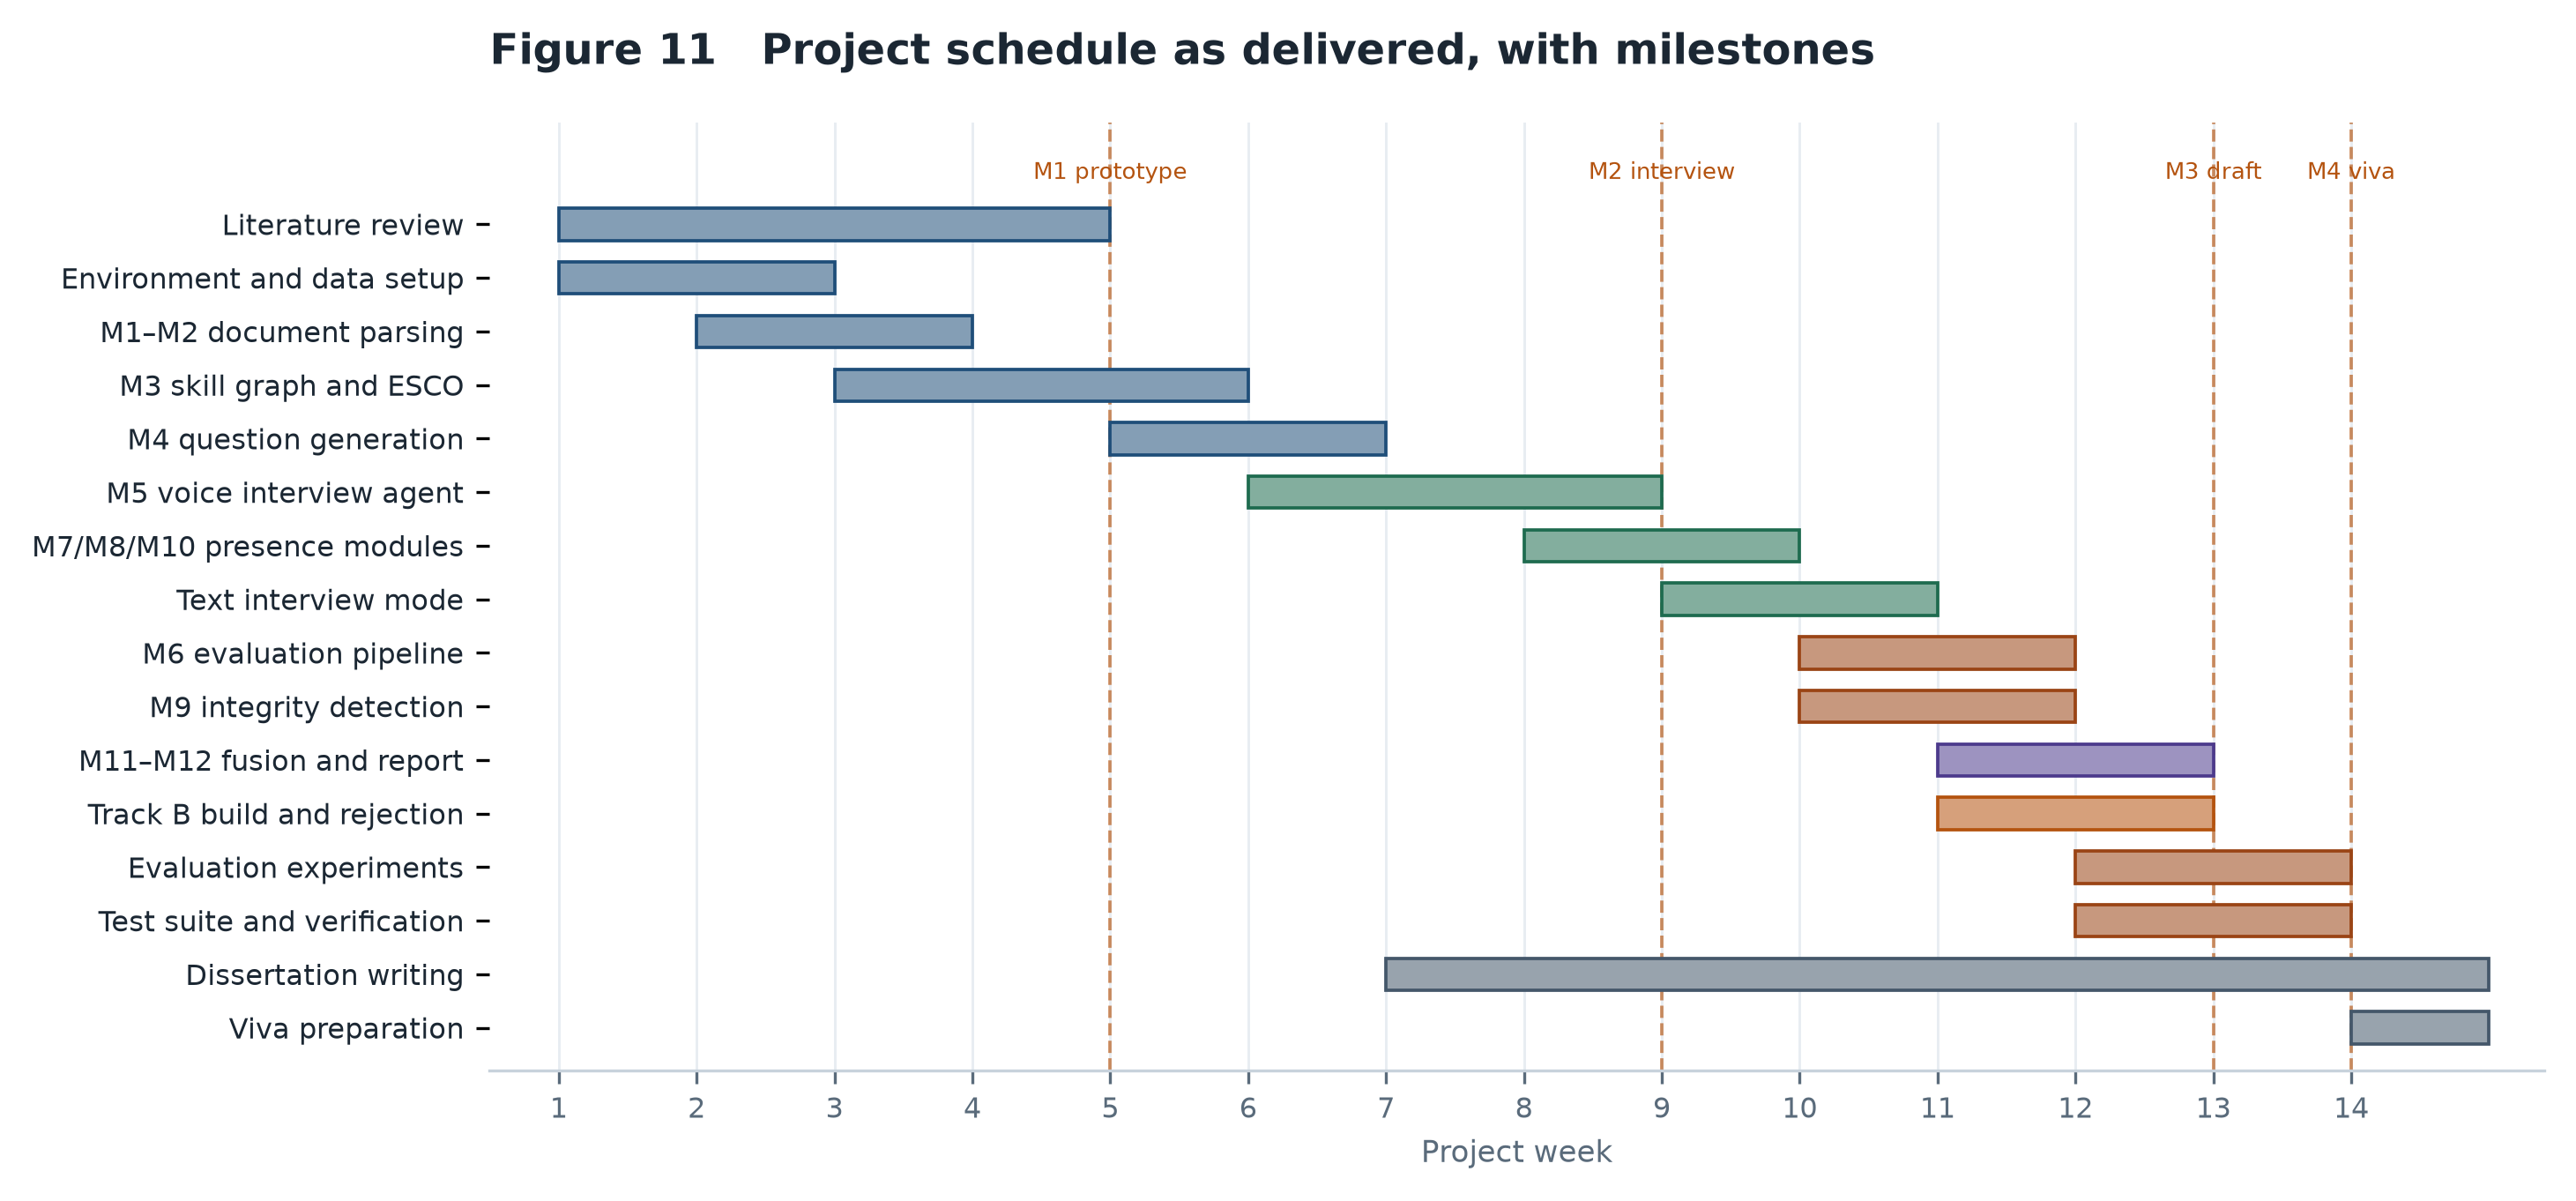 Figure 11   Project schedule as delivered, with milestones
M1 prototype   M2 interview   M3 draft   M4 viva
Literature review
Environment and data setup
M1–M2 document parsing
M3 skill graph and ESCO
M4 question generation
M5 voice interview agent
M7/M8/M10 presence modules
Text interview mode
M6 evaluation pipeline
M9 integrity detection
M11–M12 fusion and report
Track B build and rejection
Evaluation experiments
Test suite and verification
Dissertation writing
Viva preparation
1 2 3 4 5 6 7 8 9 10 11 12 13 14
Project week